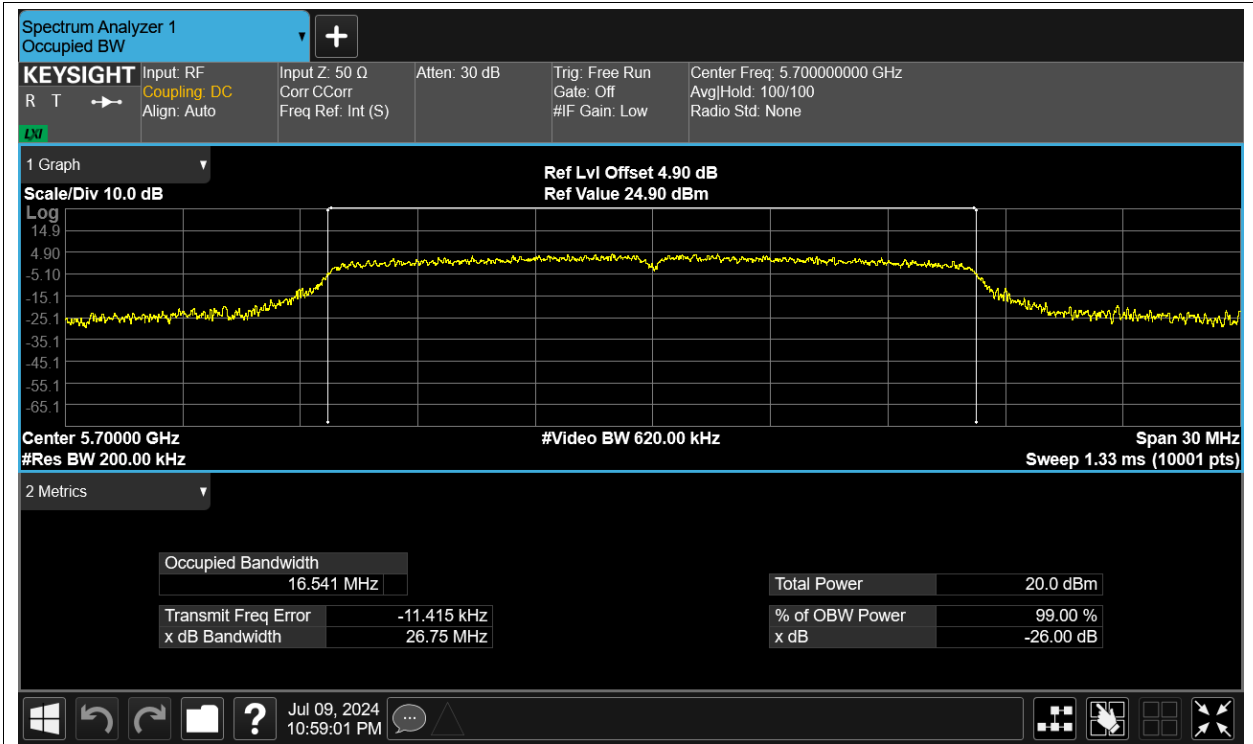 Spectrum Analyzer 1
Occupied BW
KEYSIGHT
R T
LXI
Input: RF
Coupling: DC
Align: Auto
Input Z: 50 Ω
Corr CCorr
Freq Ref: Int (S)
Atten: 30 dB
Trig: Free Run
Gate: Off
#IF Gain: Low
Center Freq: 5.700000000 GHz
Avg|Hold: 100/100
Radio Std: None
1 Graph
Scale/Div 10.0 dB
Ref Lvl Offset 4.90 dB
Ref Value 24.90 dBm
Log
14.9
4.90
-5.10
-15.1
-25.1
-35.1
-45.1
-55.1
-65.1
Center 5.70000 GHz
#Video BW 620.00 kHz
Span 30 MHz
#Res BW 200.00 kHz
Sweep 1.33 ms (10001 pts)
2 Metrics
Occupied Bandwidth
16.541 MHz
Total Power 20.0 dBm
Transmit Freq Error -11.415 kHz
% of OBW Power 99.00 %
x dB Bandwidth 26.75 MHz
x dB -26.00 dB
?
Jul 09, 2024
10:59:01 PM